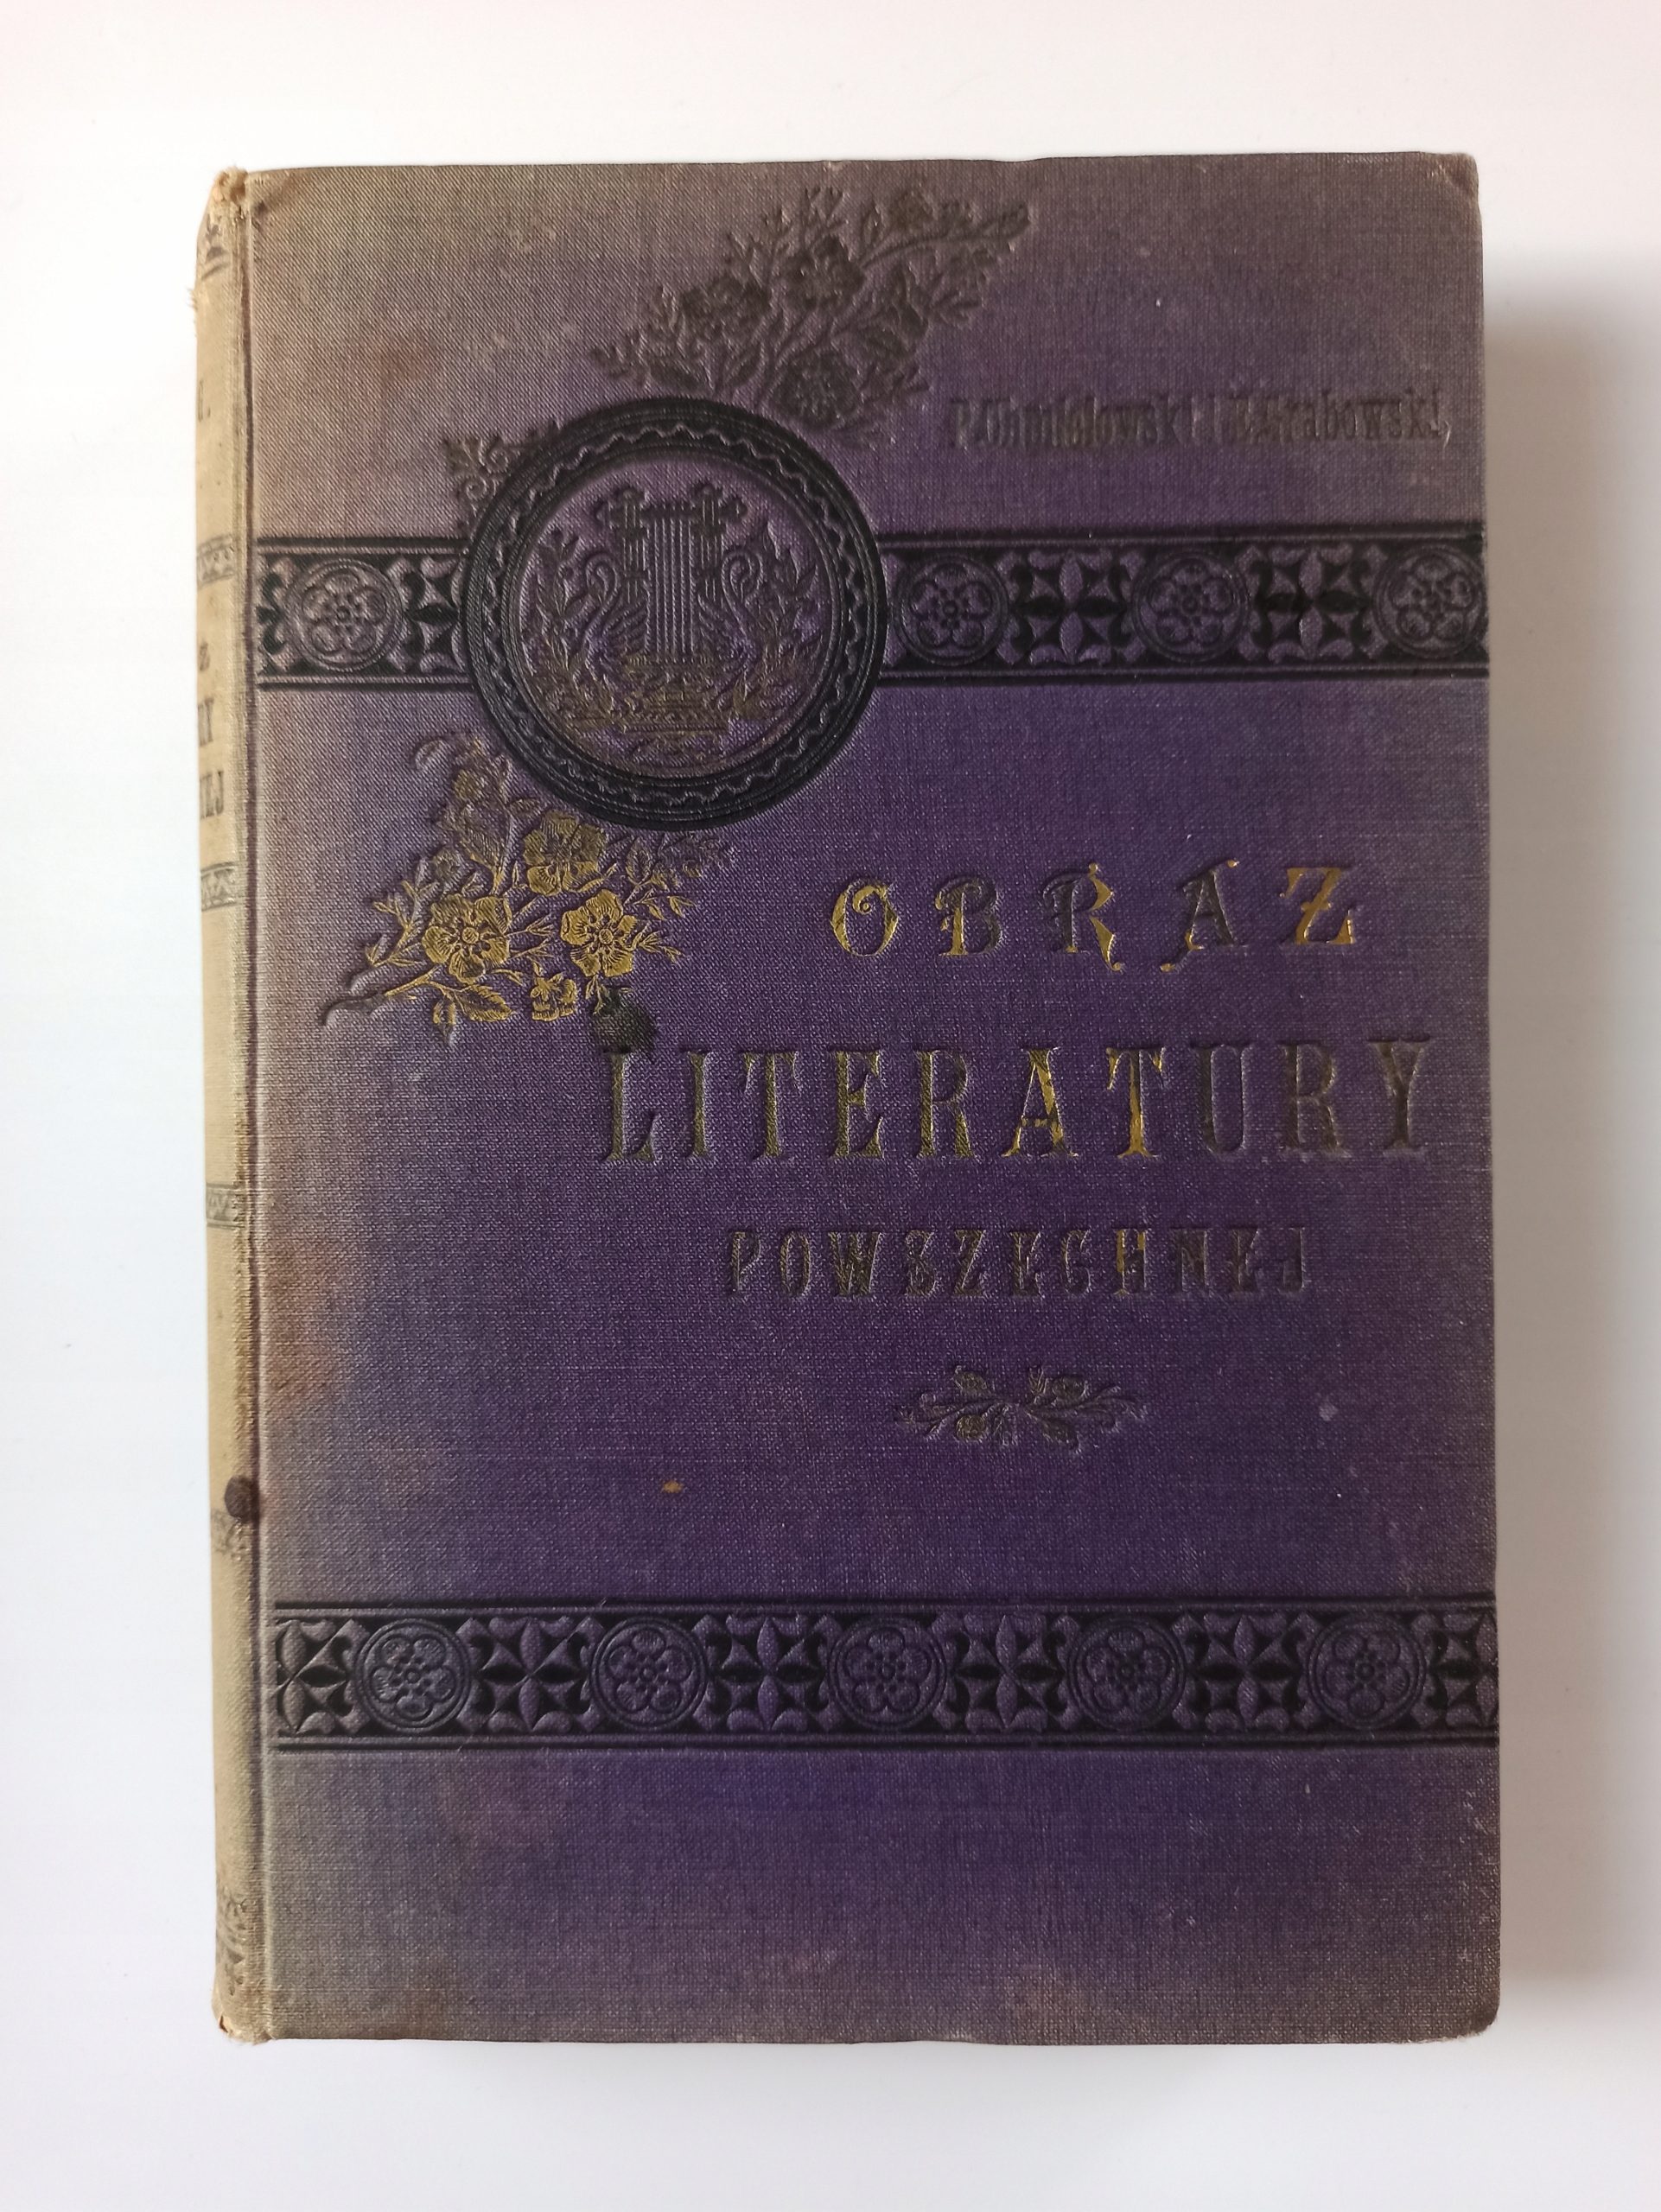 P. Chmielowski i E. Grabowski
OBRAZ
LITERATURY
POWSZECHNEJ